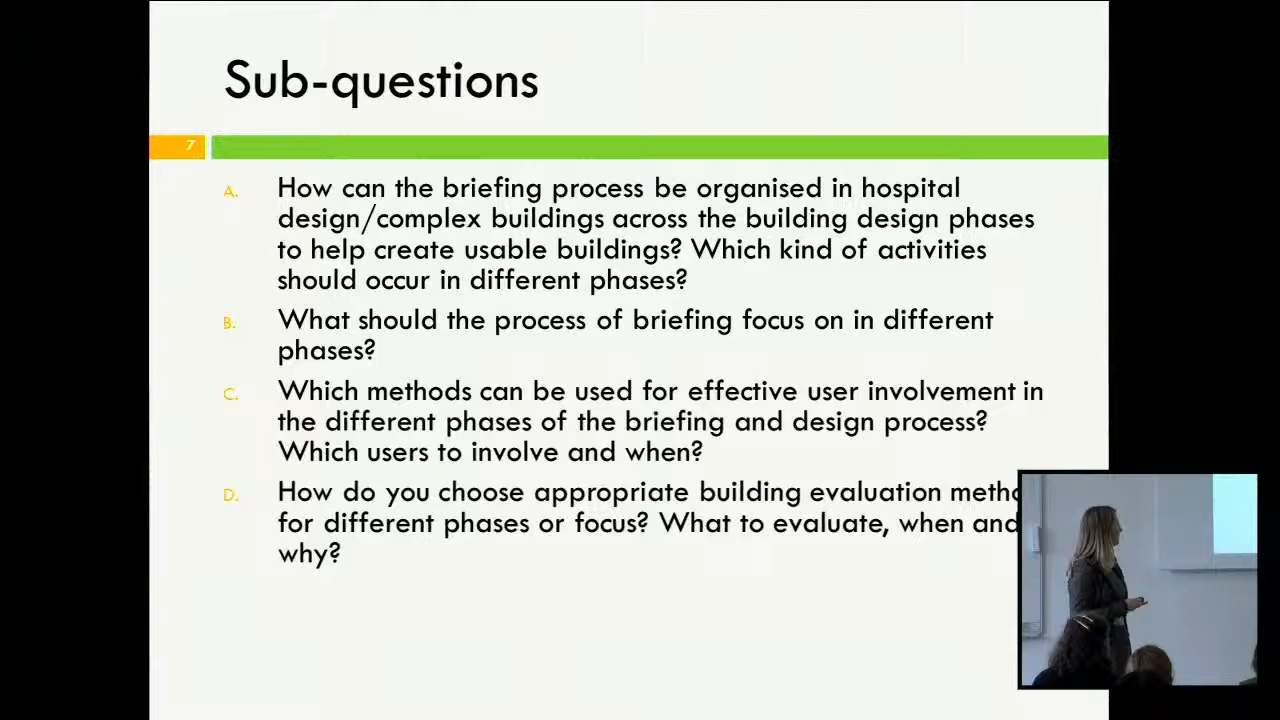 Sub-questions
7
A. How can the briefing process be organised in hospital
design/complex buildings across the building design phases
to help create usable buildings? Which kind of activities
should occur in different phases?
B. What should the process of briefing focus on in different
phases?
C. Which methods can be used for effective user involvement in
the different phases of the briefing and design process?
Which users to involve and when?
D. How do you choose appropriate building evaluation
for different phases or focus? What to evaluate, when and
why?